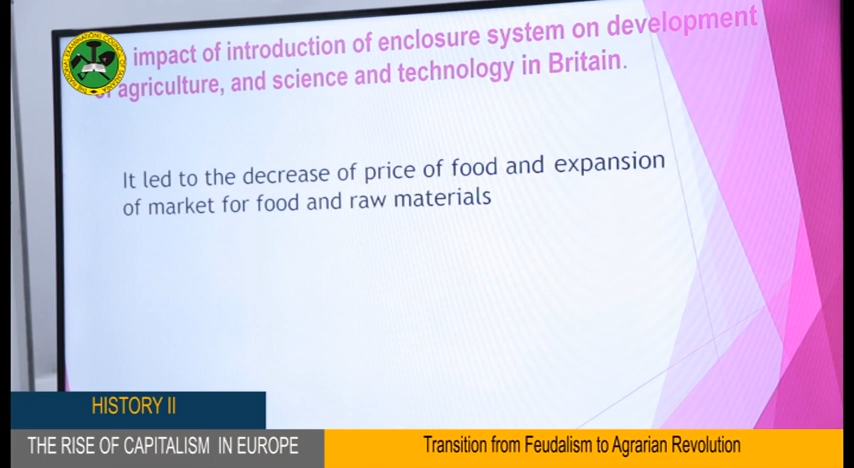 impact of introduction of enclosure system on development
of agriculture, and science and technology in Britain.
It led to the decrease of price of food and expansion
of market for food and raw materials
HISTORY II
THE RISE OF CAPITALISM IN EUROPE
Transition from Feudalism to Agrarian Revolution